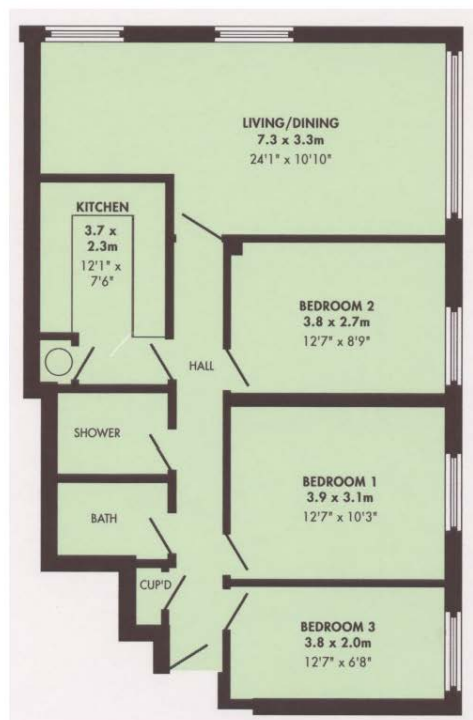 LIVING/DINING
7.3 x 3.3m
24'1" x 10'10"
KITCHEN
3.7 x
2.3m
12'1" x
7'6"
BEDROOM 2
3.8 x 2.7m
12'7" x 8'9"
HALL
SHOWER
BEDROOM 1
3.9 x 3.1m
12'7" x 10'3"
BATH
CUP'D
BEDROOM 3
3.8 x 2.0m
12'7" x 6'8"